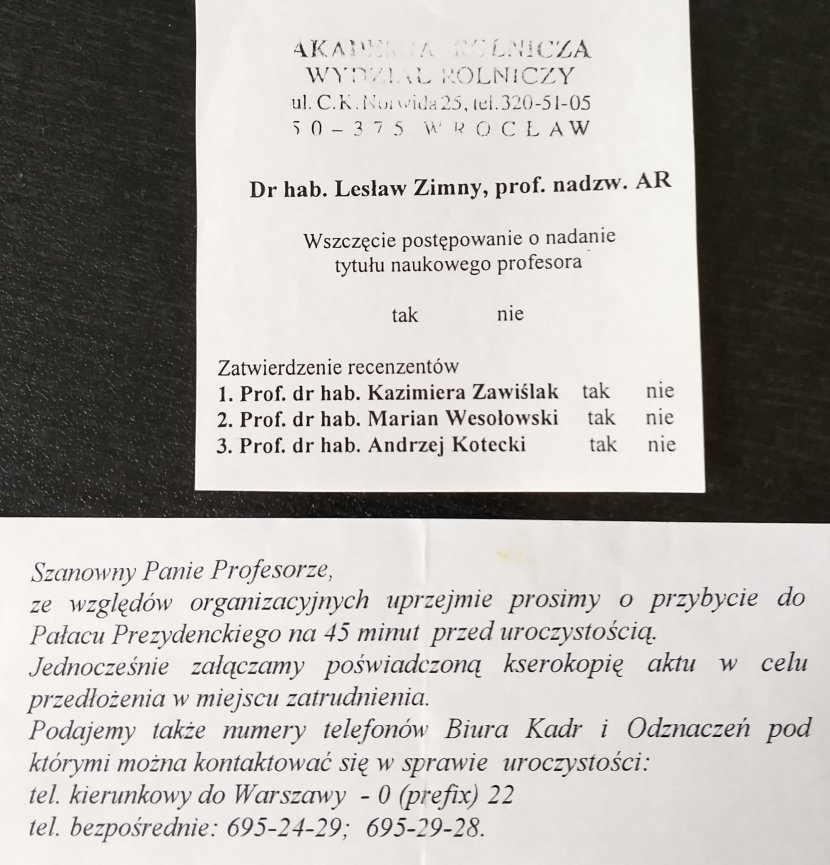 AKADEMIA ROLNICZA
WYDZIAŁ ROLNICZY
ul. C.K. Norwida 25, tel. 320-51-05
50-375 WROCŁAW
Dr hab. Lesław Zimny, prof. nadzw. AR
Wszczęcie postępowanie o nadanie
tytułu naukowego profesora
tak nie
Zatwierdzenie recenzentów
1. Prof. dr hab. Kazimiera Zawiślak tak nie
2. Prof. dr hab. Marian Wesołowski tak nie
3. Prof. dr hab. Andrzej Kotecki tak nie
Szanowny Panie Profesorze,
ze względów organizacyjnych uprzejmie prosimy o przybycie do
Pałacu Prezydenckiego na 45 minut przed uroczystością.
Jednocześnie załączamy poświadczoną kserokopię aktu w celu
przedłożenia w miejscu zatrudnienia.
Podajemy także numery telefonów Biura Kadr i Odznaczeń pod
którymi można kontaktować się w sprawie uroczystości:
tel. kierunkowy do Warszawy - 0 (prefix) 22
tel. bezpośrednie: 695-24-29; 695-29-28.